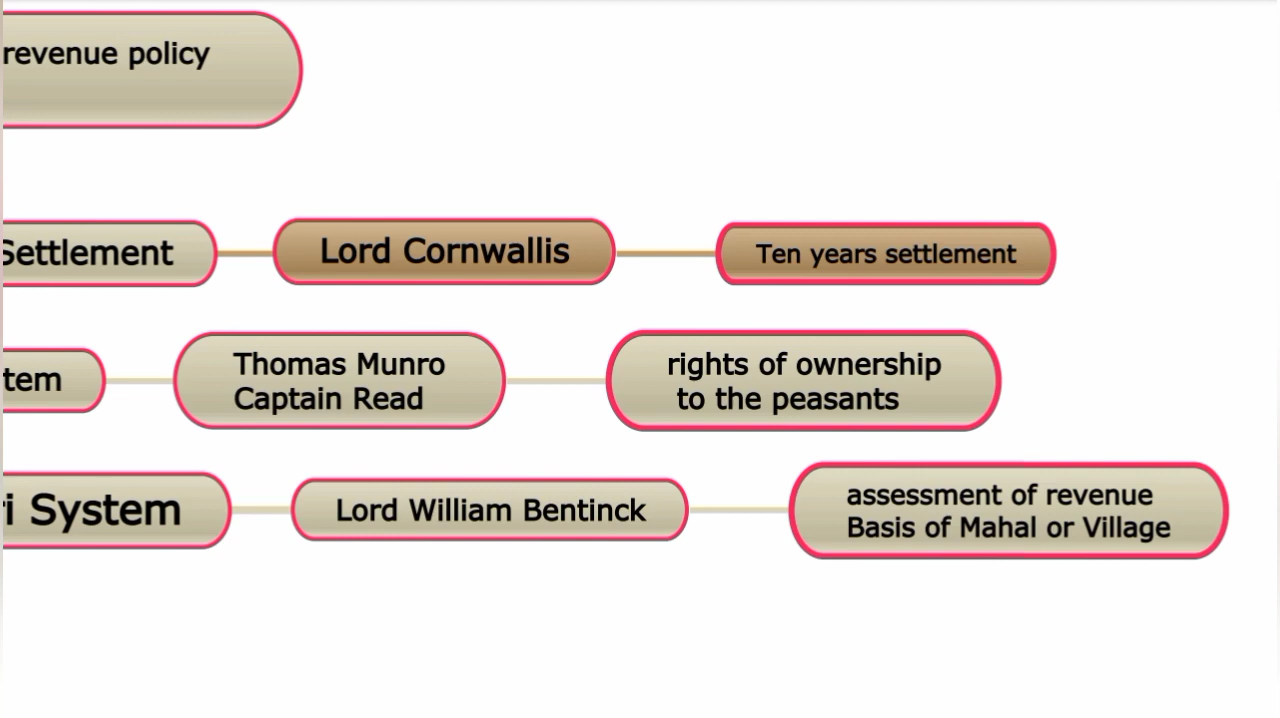 revenue policy
Settlement
Lord Cornwallis
Ten years settlement
tem
Thomas Munro
Captain Read
rights of ownership
to the peasants
ri System
Lord William Bentinck
assessment of revenue
Basis of Mahal or Village